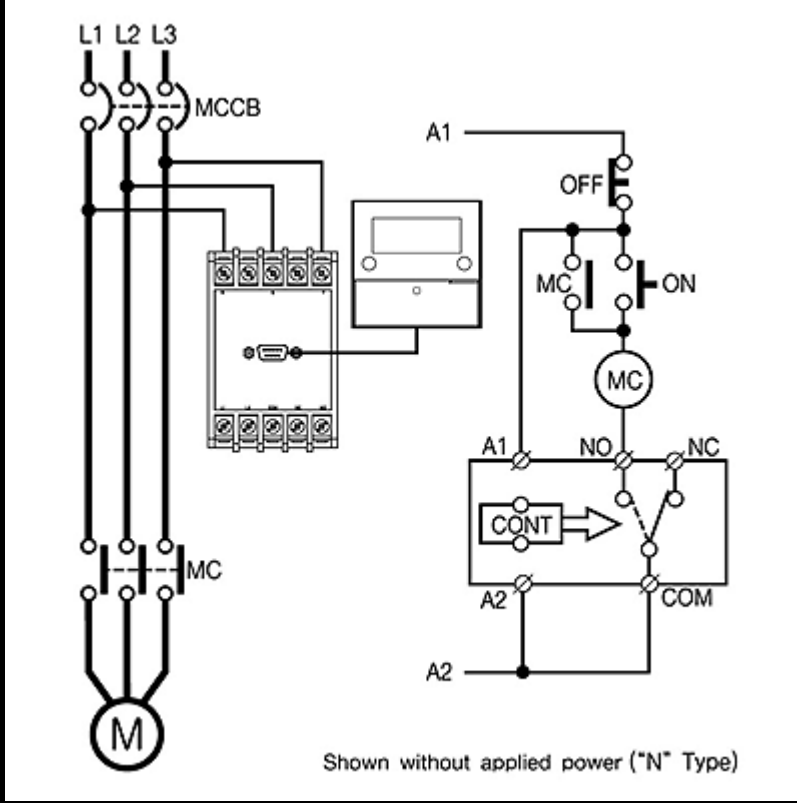 L1 L2 L3
MCCB
A1
OFF
MC
ON
MC
A1
NO
NC
CONT
MC
A2
COM
A2
M
Shown without applied power ("N" Type)